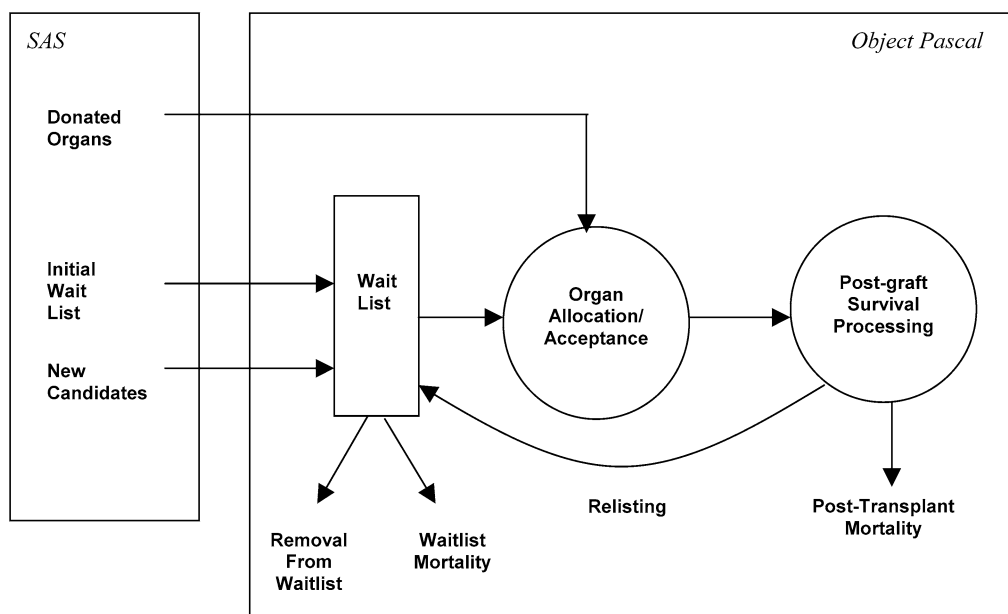 SAS
Object Pascal
Donated
Organs
Initial
Wait
List
New
Candidates
Wait
List
Organ
Allocation/
Acceptance
Post-graft
Survival
Processing
Relisting
Removal
From
Waitlist
Waitlist
Mortality
Post-Transplant
Mortality